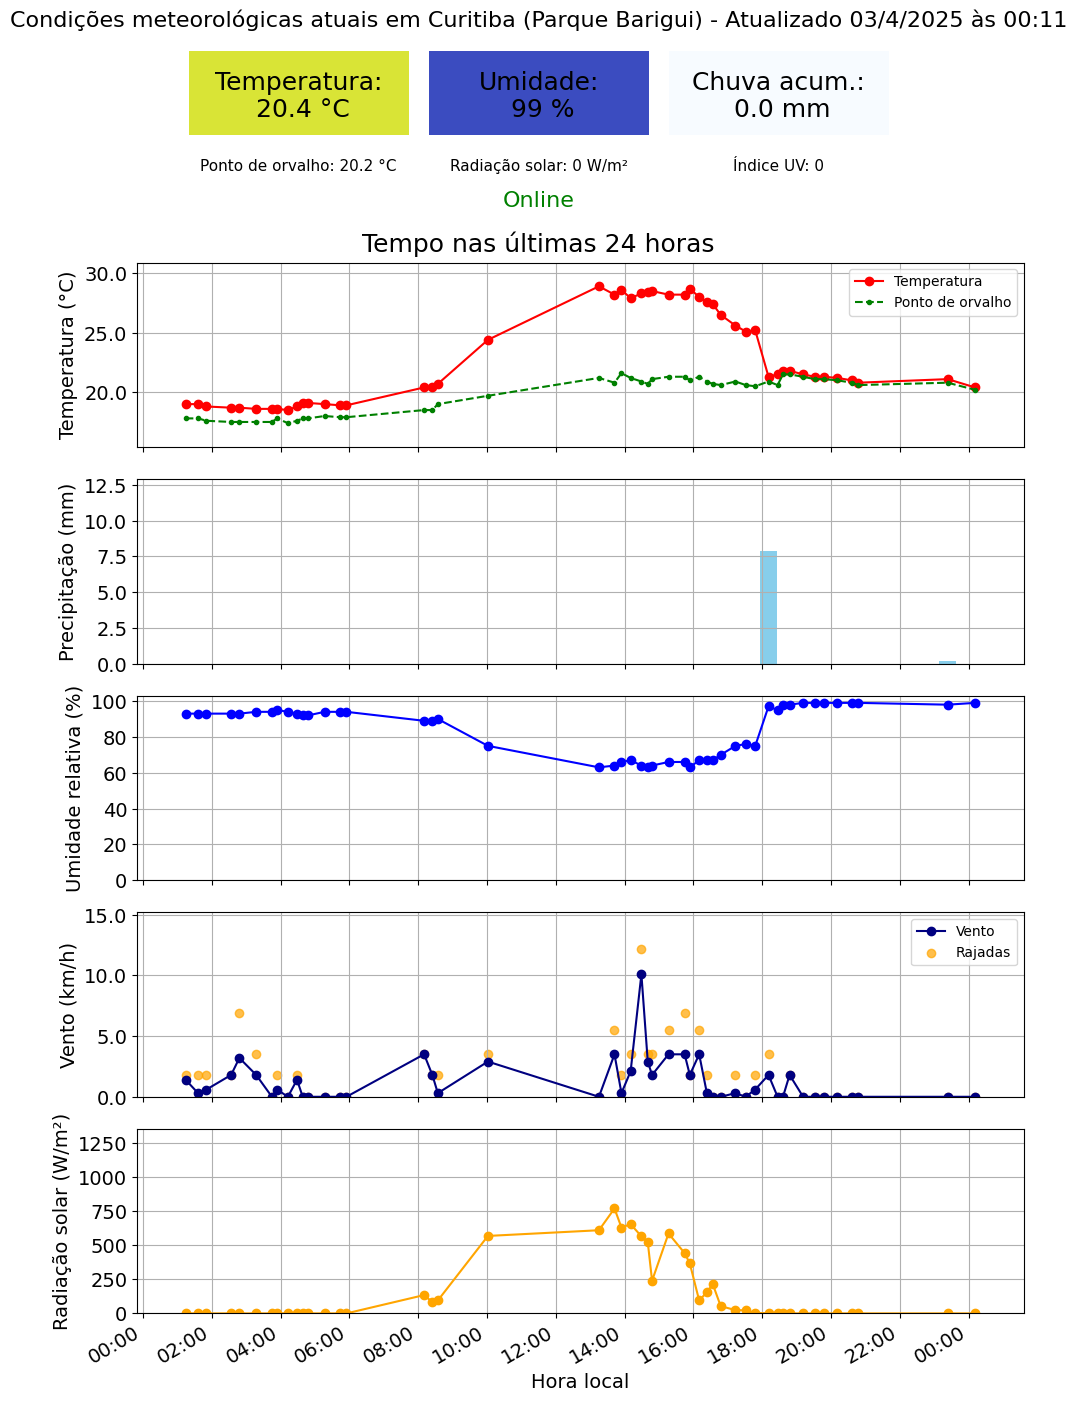 Condições meteorológicas atuais em Curitiba (Parque Barigui) - Atualizado 03/4/2025 às 00:11
Temperatura:
20.4 °C
Umidade:
99 %
Chuva acum.:
0.0 mm
Ponto de orvalho: 20.2 °C
Radiação solar: 0 W/m²
Índice UV: 0
Online
Tempo nas últimas 24 horas
Temperatura (°C)
30.0
25.0
20.0
Temperatura
Ponto de orvalho
Precipitação (mm)
12.5
10.0
7.5
5.0
2.5
0.0
Umidade relativa (%)
100
80
60
40
20
0
Vento (km/h)
15.0
10.0
5.0
0.0
Vento
Rajadas
Radiação solar (W/m²)
1250
1000
750
500
250
0
00:00 02:00 04:00 06:00 08:00 10:00 12:00 14:00 16:00 18:00 20:00 22:00 00:00
Hora local